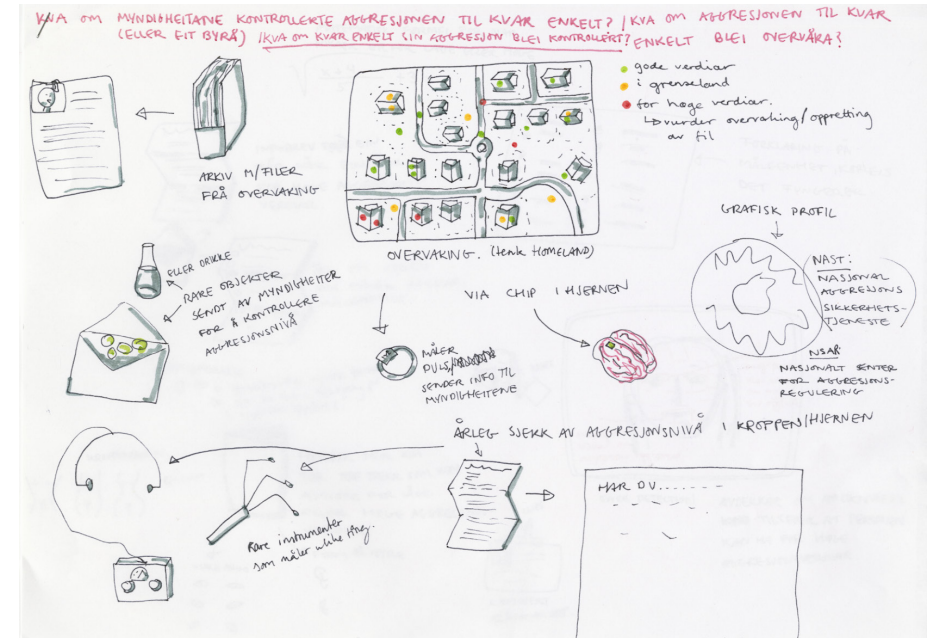 KVA OM MYNDIGHEITANE KONTROLLERTE AGGRESJONEN TIL KVAR ENKELT? / KVA OM AGGRESJONEN TIL KVAR
(ELLER EIT BYRÅ) / KVA OM KVAR ENKELT SIN AGGRESJON BLEI KONTROLLERT? ENKELT BLEI OVERVÅKA?
gode verdiar
i grenseland
for høge verdiar.
↳ vurder overvaking/oppretting
av fil
ARKIV M/FILER
FRÅ OVERVAKING
OVERVAKING. (tenk HOMELAND)
GRAFISK PROFIL
NAST:
NASJONAL
AGGRESJONS
SIKKERHETS-
TJENESTE
NSAR
NASJONALT SENTER
FOR AGGRESJONS-
REGULERING
ELLER DRIKKE
RARE OBJEKTER
SENDT AV MYNDIGHEITER
FOR Å KONTROLLERE
AGGRESJONSNIVÅ
VIA CHIP I HJERNEN
MÅLER
PULS/
SENDER INFO TIL
MYNDIGHEITENE
ÅRLEG SJEKK AV AGGRESJONSNIVÅ I KROPPEN/HJERNEN
HAR DU.......
Rare instrumenter
som måler ulike ting.